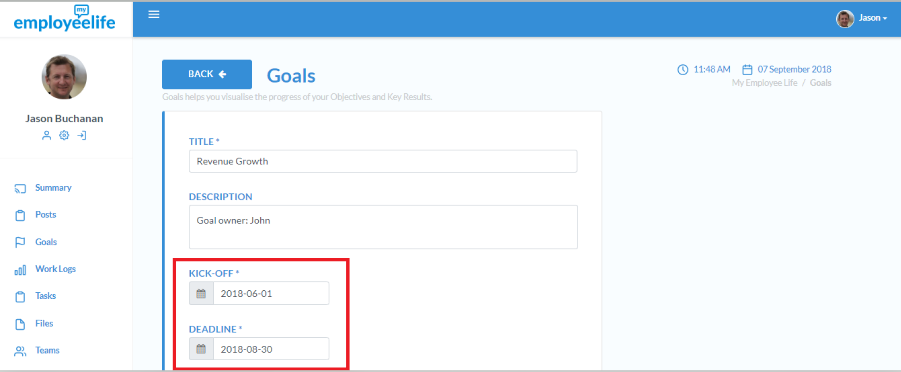 my
employeelife
Jason
Jason Buchanan
Summary
Posts
Goals
Work Logs
Tasks
Files
Teams
BACK
Goals
11:48 AM
07 September 2018
My Employee Life / Goals
Goals helps you visualise the progress of your Objectives and Key Results.
TITLE *
Revenue Growth
DESCRIPTION
Goal owner: John
KICK-OFF *
2018-06-01
DEADLINE *
2018-08-30